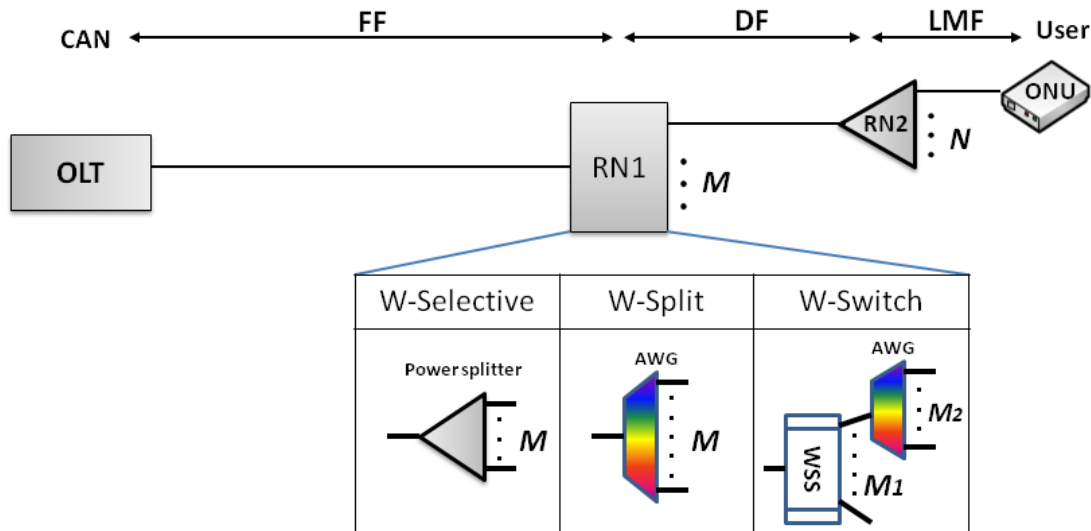 CAN FF DF LMF User
OLT
RN1
M
RN2
N
ONU
W-Selective W-Split W-Switch
Power splitter
M
AWG
M
AWG
M2
WSS
M1